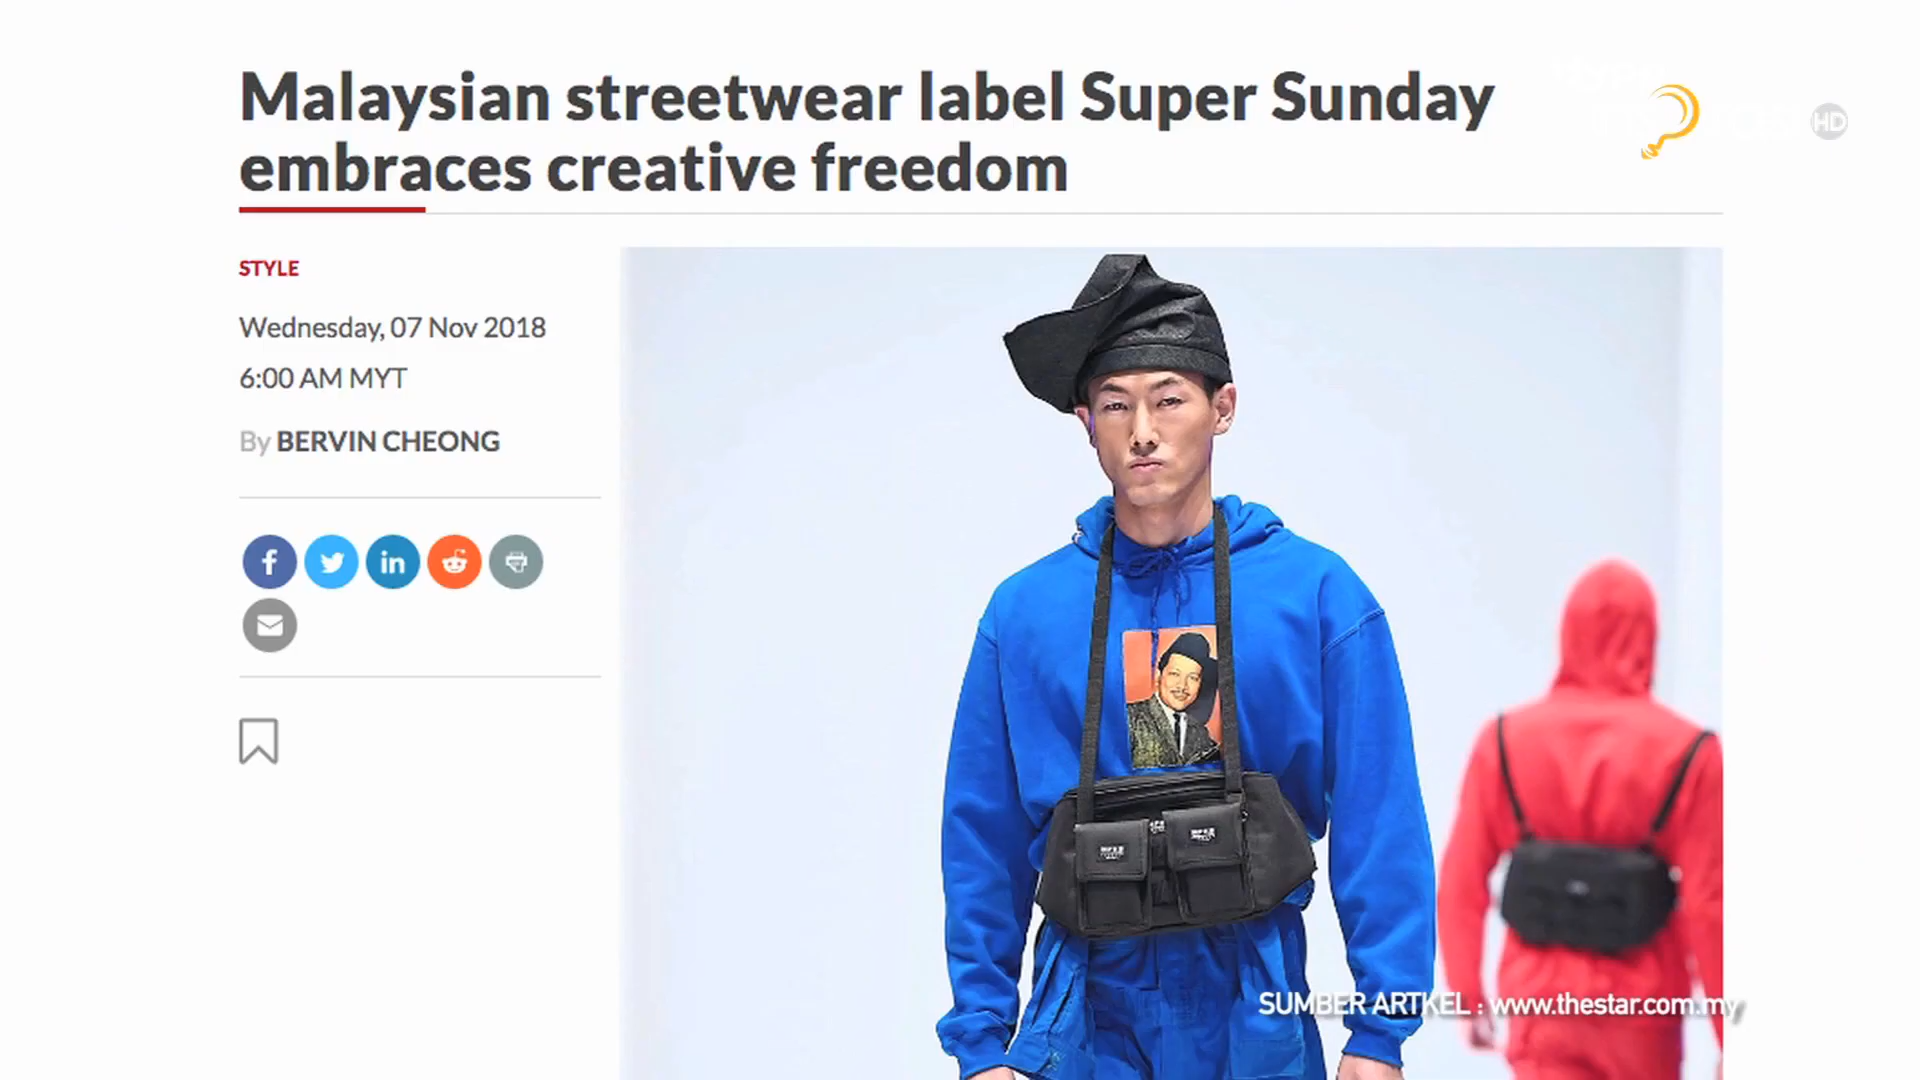 Malaysian streetwear label Super Sunday
embraces creative freedom
HD
STYLE
Wednesday, 07 Nov 2018
6:00 AM MYT
By BERVIN CHEONG
SUMBER ARTKEL : www.thestar.com.my